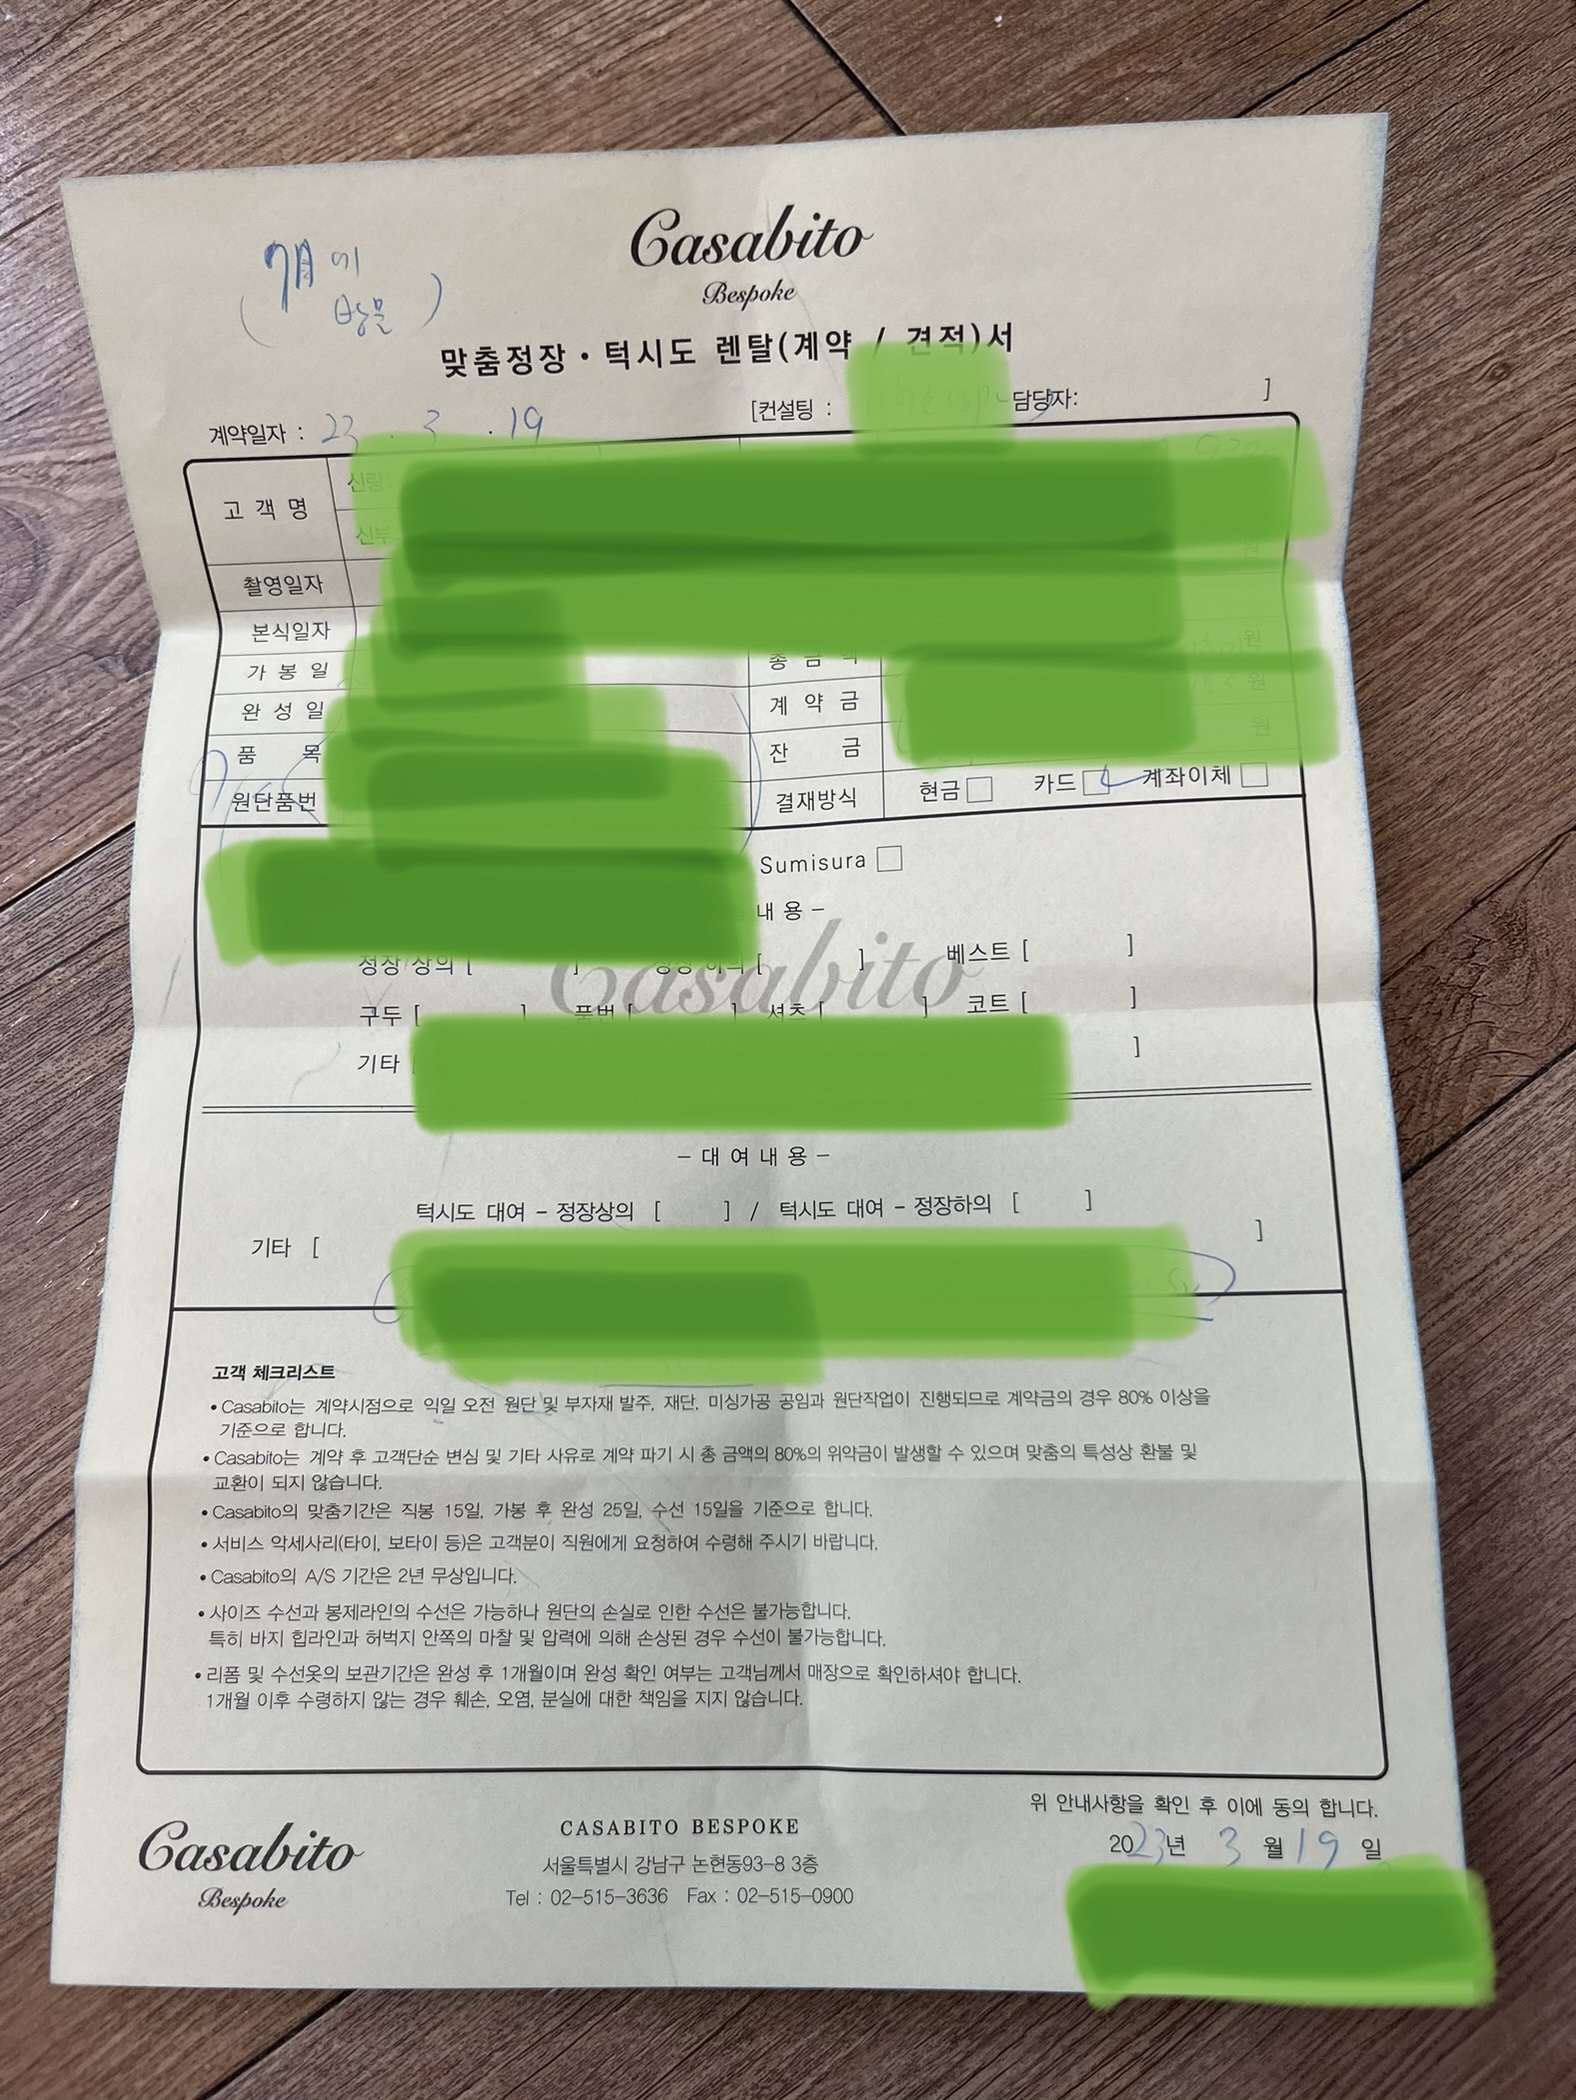 7月에
( 방문 )
Casabito
Bespoke
맞춤정장 · 턱시도 렌탈(계약 / 견적)서
계약일자 : 23 . 3 . 19 [컨설팅 : 담당자: ]
고 객 명 신랑
신부
원
촬영일자
본식일자 원
가 봉 일 총 금 액 원
완 성 일 계 약 금 원
품 목 잔 금
원단품번 결재방식 현금□ 카드□ 계좌이체□
Sumisura □
내 용 –
Casabito
정장/상의 [ ] 정장/하의 [ ] 베스트 [ ]
구두 [ ] 품번 [ ] 셔츠 [ ] 코트 [ ]
기타 [ ]
– 대 여 내 용 –
턱시도 대여 – 정장상의 [ ] / 턱시도 대여 – 정장하의 [ ]
기타 [ ]
고객 체크리스트
• Casabito는 계약시점으로 익일 오전 원단 및 부자재 발주, 재단, 미싱가공 공임과 원단작업이 진행되므로 계약금의 경우 80% 이상을
기준으로 합니다.
• Casabito는 계약 후 고객단순 변심 및 기타 사유로 계약 파기 시 총 금액의 80%의 위약금이 발생할 수 있으며 맞춤의 특성상 환불 및
교환이 되지 않습니다.
• Casabito의 맞춤기간은 직봉 15일, 가봉 후 완성 25일, 수선 15일을 기준으로 합니다.
• 서비스 악세사리(타이, 보타이 등)은 고객분이 직원에게 요청하여 수령해 주시기 바랍니다.
• Casabito의 A/S 기간은 2년 무상입니다.
• 사이즈 수선과 봉제라인의 수선은 가능하나 원단의 손실로 인한 수선은 불가능합니다.
특히 바지 힙라인과 허벅지 안쪽의 마찰 및 압력에 의해 손상된 경우 수선이 불가능합니다.
• 리폼 및 수선옷의 보관기간은 완성 후 1개월이며 완성 확인 여부는 고객님께서 매장으로 확인하셔야 합니다.
1개월 이후 수령하지 않는 경우 훼손, 오염, 분실에 대한 책임을 지지 않습니다.
위 안내사항을 확인 후 이에 동의 합니다.
2023년 3 월 19 일
Casabito
Bespoke
CASABITO BESPOKE
서울특별시 강남구 논현동93-8 3층
Tel : 02-515-3636 Fax : 02-515-0900